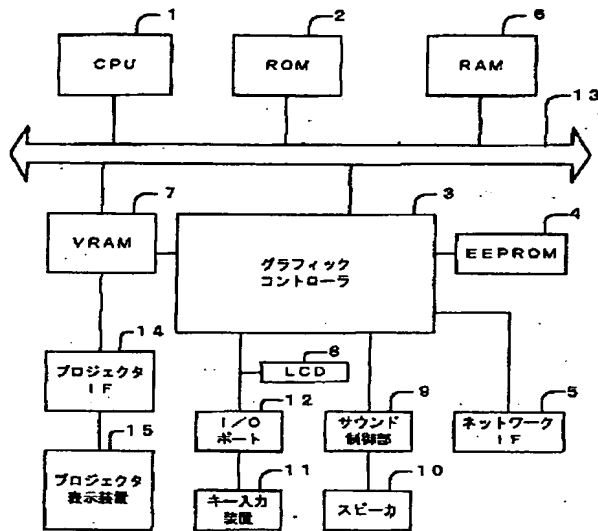 1
2
6
CPU
ROM
RAM
13
7
3
4
VRAM
グラフィック
コントローラ
EEPROM
14
8
LCD
プロジェクタ
IF
12
9
5
I/O
ポート
サウンド
制御部
ネットワーク
IF
15
11
10
プロジェクタ
表示装置
キー入力
装置
スピーカ